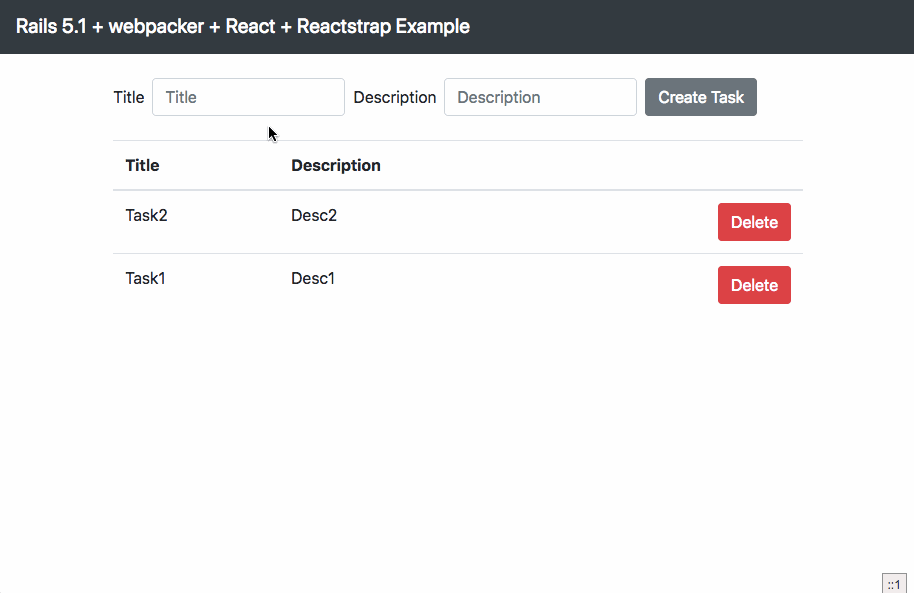 Rails 5.1 + webpacker + React + Reactstrap Example
Title Title Description Description Create Task
Title Description
Task2 Desc2 Delete
Task1 Desc1 Delete
::1